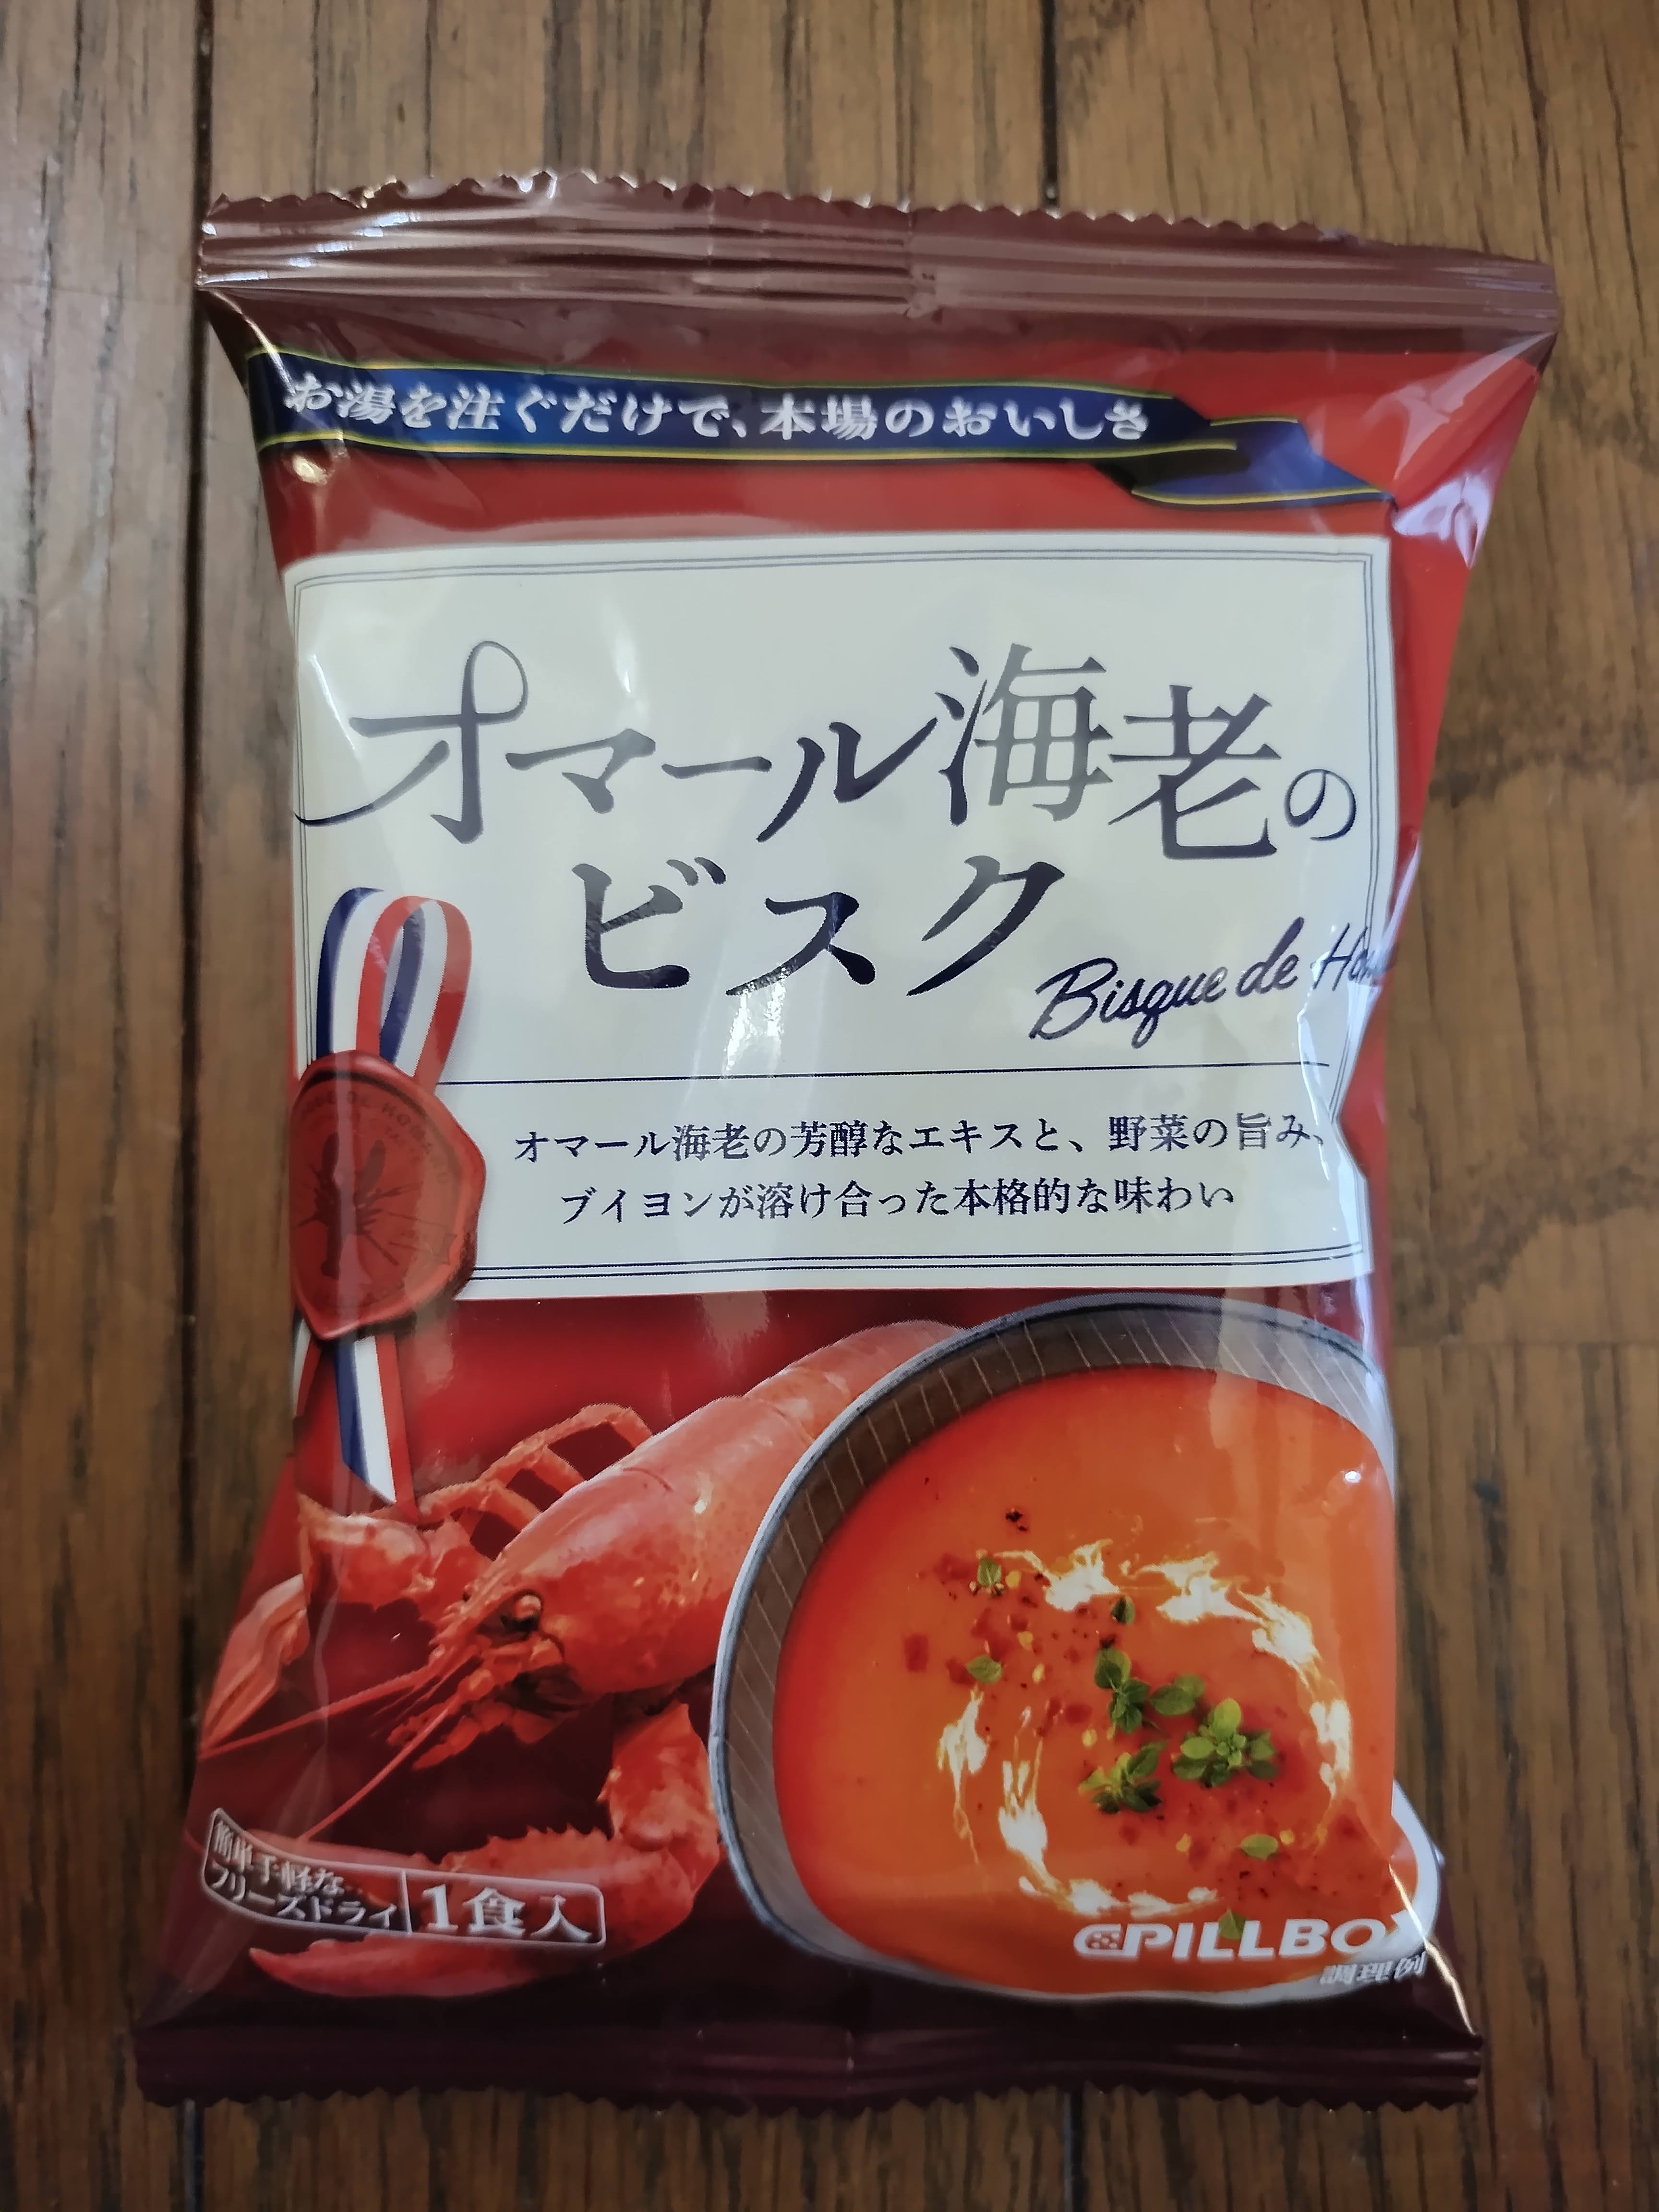 お湯を注ぐだけで、本場のおいしさ
オマール海老の
ビスク
Bisque de
オマール海老の芳醇なエキスと、野菜の旨み、
ブイヨンが溶け合った本格的な味わい
簡単手軽な
フリーズドライ
1食入
PILLBOX
調理例